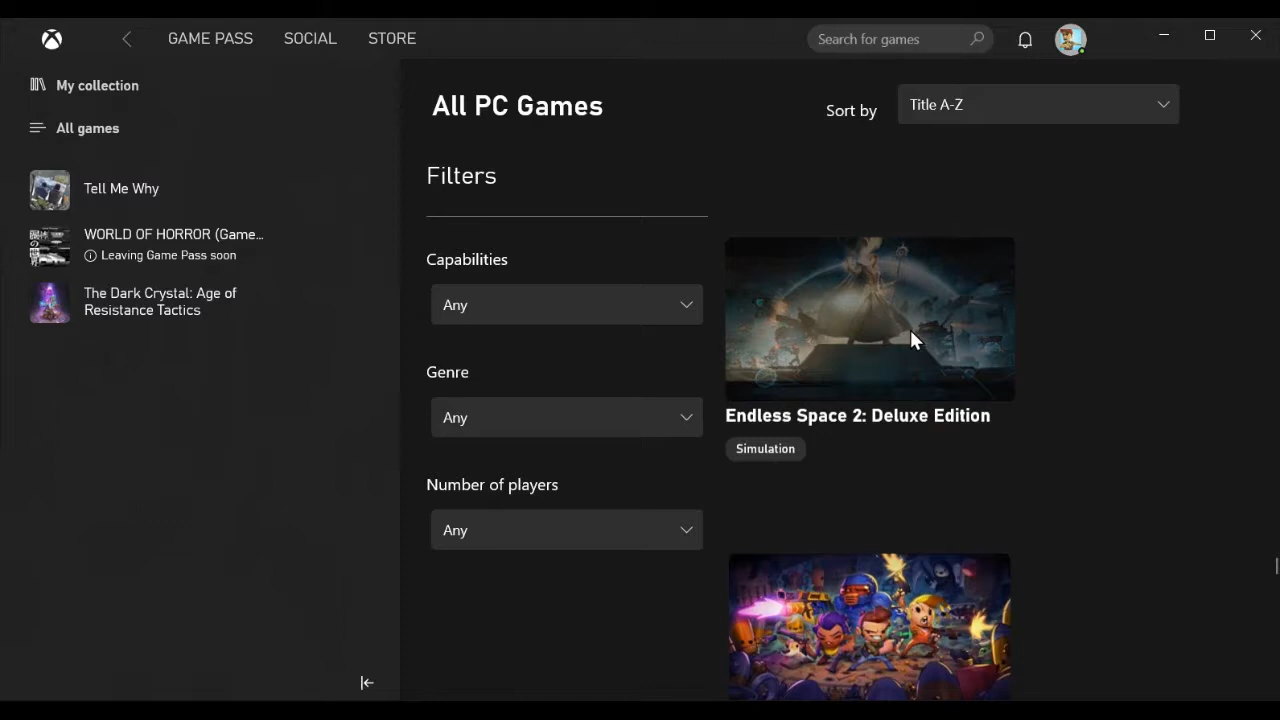 GAME PASS
SOCIAL
STORE
Search for games
My collection
All games
Tell Me Why
WORLD OF HORROR (Game...
Leaving Game Pass soon
The Dark Crystal: Age of
Resistance Tactics
All PC Games
Sort by
Title A-Z
Filters
Capabilities
Any
Genre
Any
Number of players
Any
Endless Space 2: Deluxe Edition
Simulation